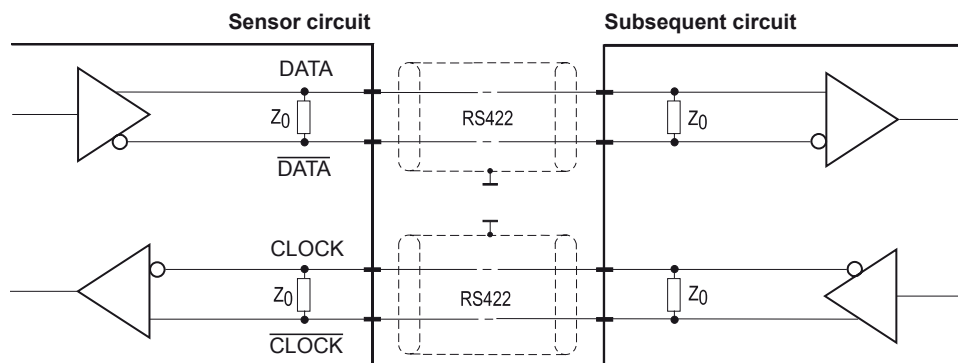 Sensor circuit
Subsequent circuit
DATA
Z0
RS422
Z0
DATA
CLOCK
Z0
RS422
Z0
CLOCK